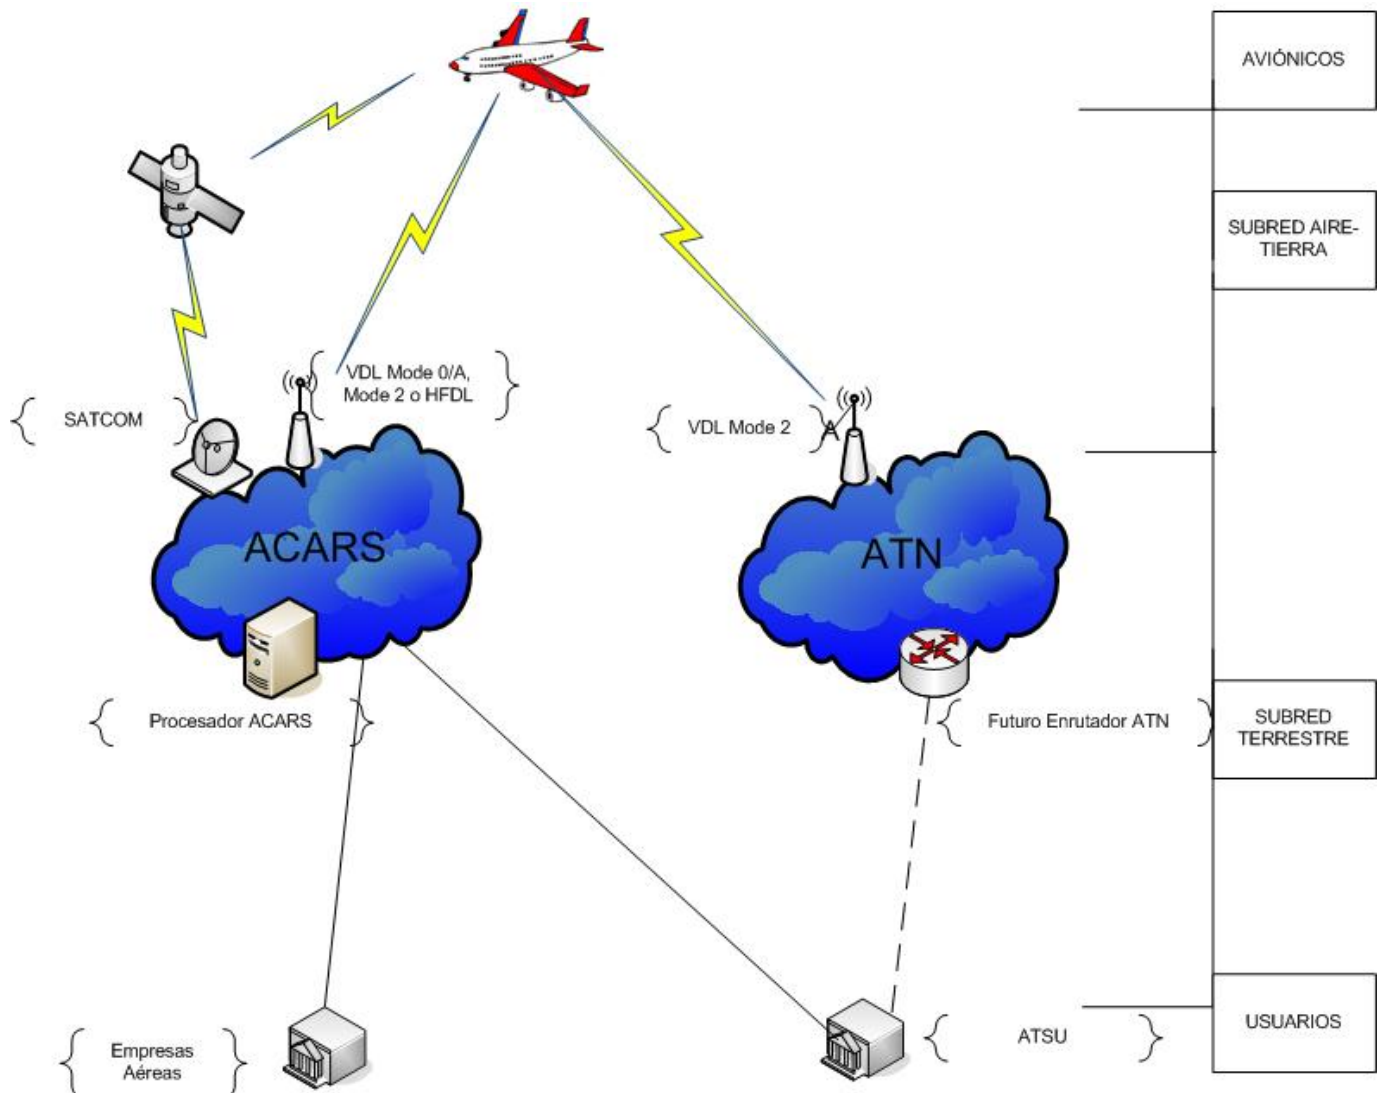 AVIÓNICOS
SUBRED AIRE-
TIERRA
VDL Mode 0/A,
Mode 2 o HFDL
SATCOM
VDL Mode 2
A
ACARS
ATN
Procesador ACARS
Futuro Enrutador ATN
SUBRED
TERRESTRE
Empresas
Aéreas
ATSU
USUARIOS